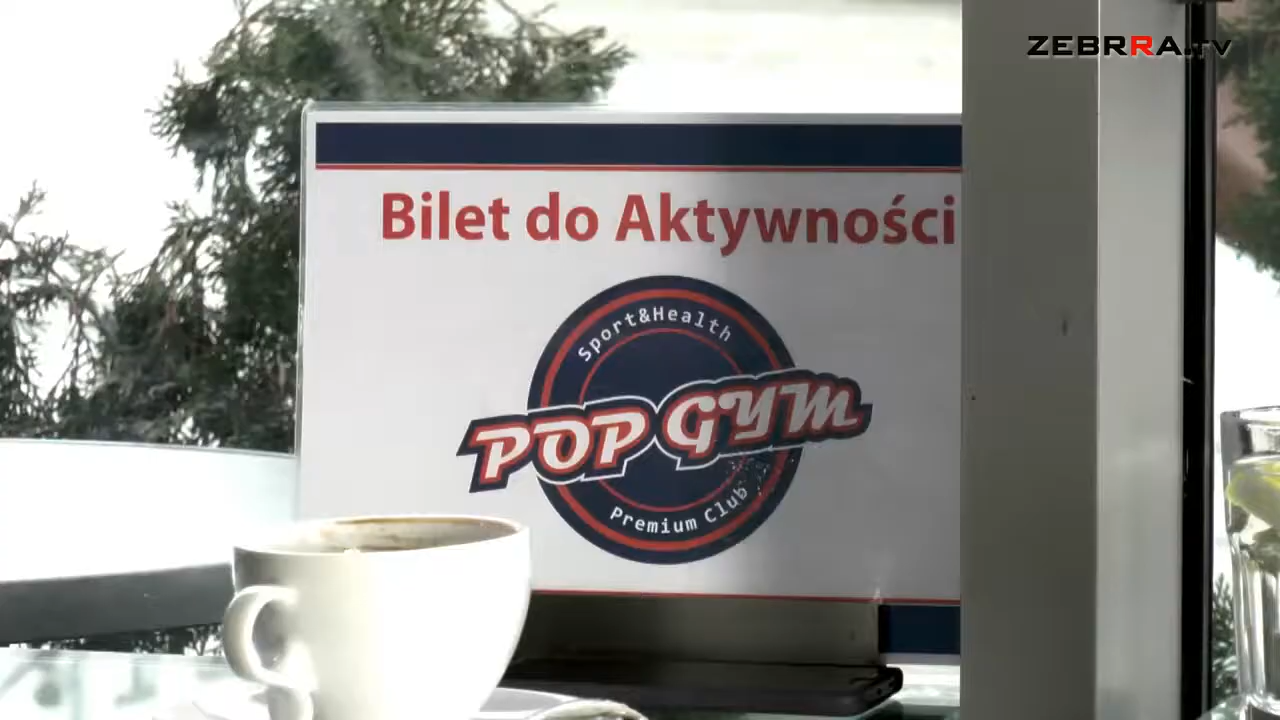 ZEBRRA.TV
Bilet do Aktywności
Sport&Health
POP GYM
Premium Club